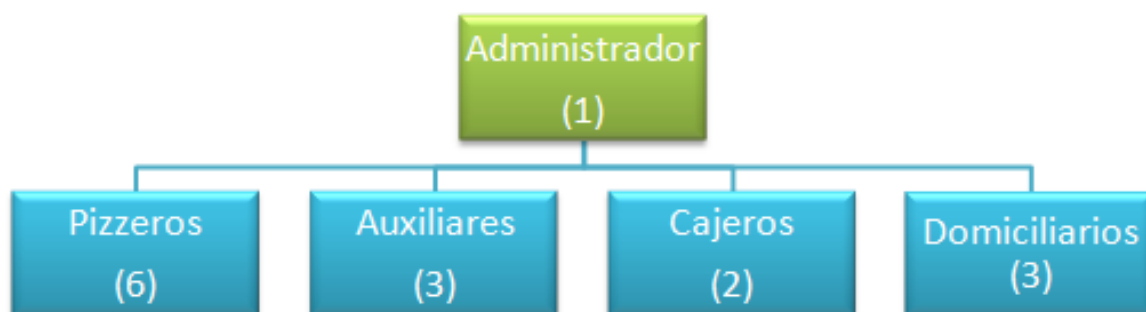 Administrador
(1)
Pizzeros
(6)
Auxiliares
(3)
Cajeros
(2)
Domiciliarios
(3)